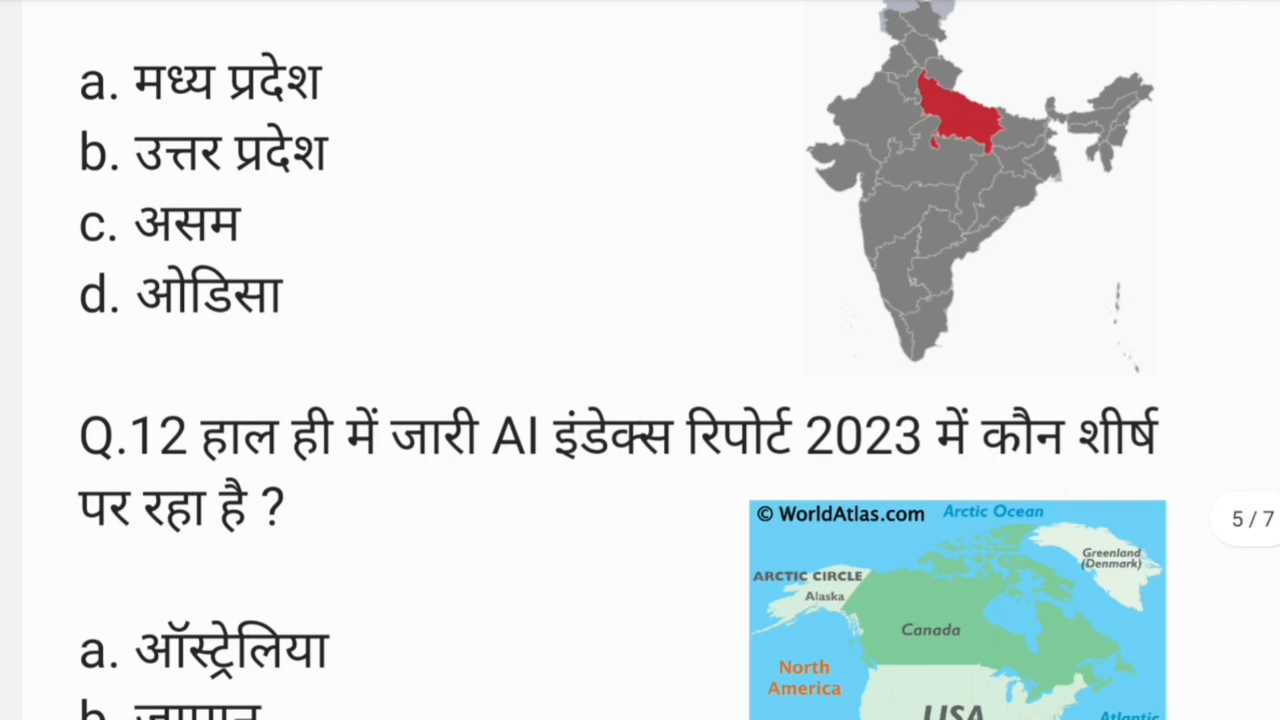 a. मध्य प्रदेश
b. उत्तर प्रदेश
c. असम
d. ओडिसा
Q.12 हाल ही में जारी AI इंडेक्स रिपोर्ट 2023 में कौन शीर्ष
पर रहा है ?
5 / 7
© WorldAtlas.com
Arctic Ocean
Greenland
(Denmark)
ARCTIC CIRCLE
Alaska
Canada
North
America
USA
Atlantic
a. ऑस्ट्रेलिया